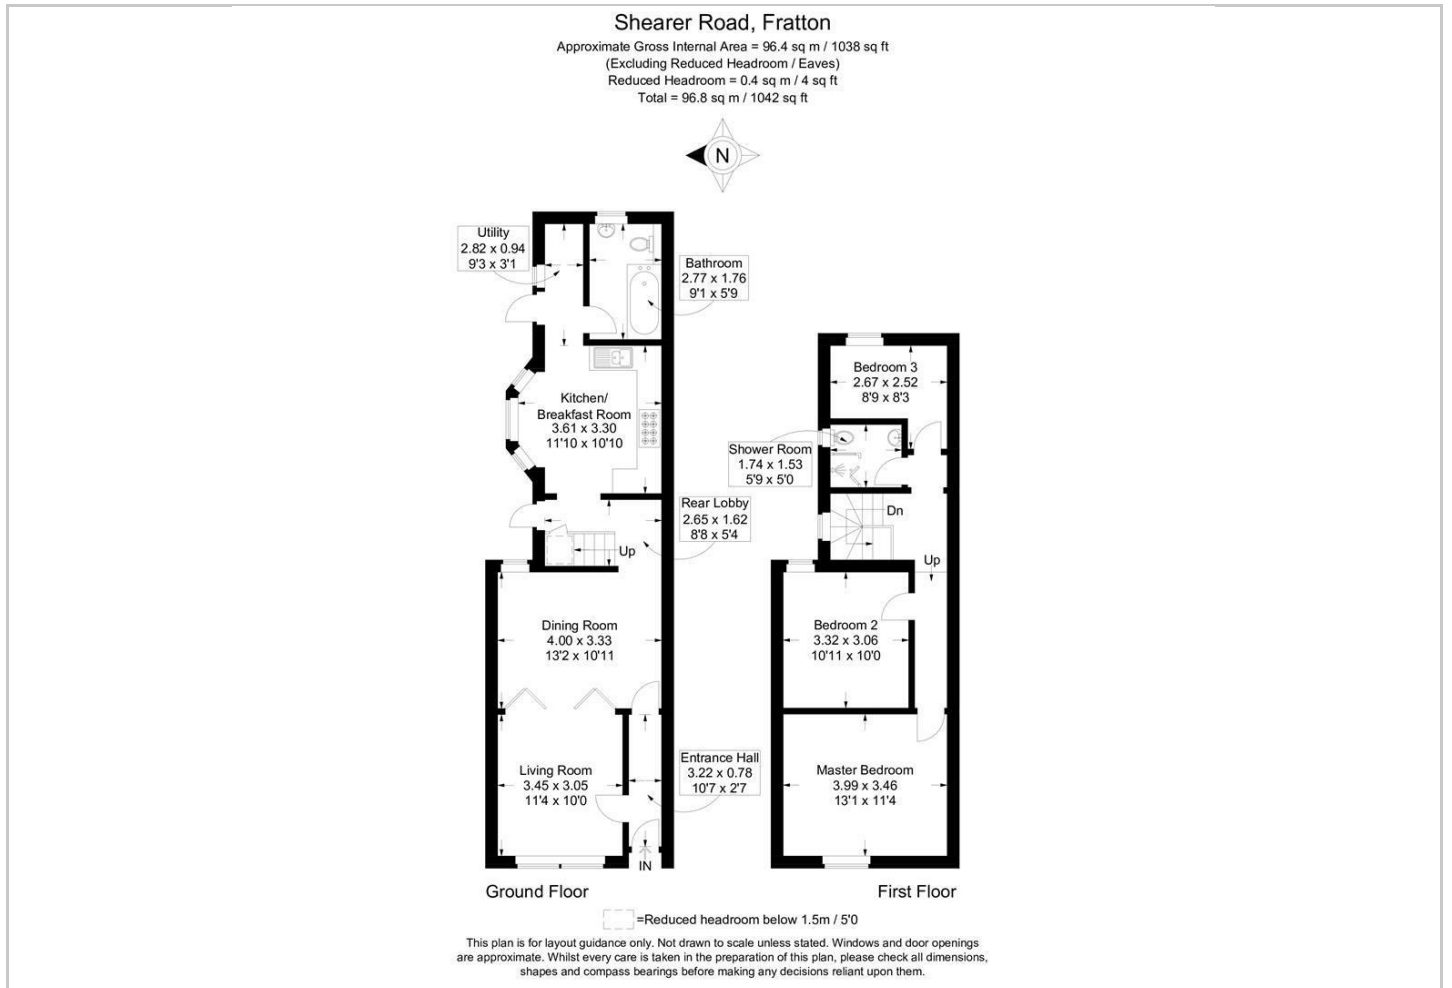 Shearer Road, Fratton
Approximate Gross Internal Area = 96.4 sq m / 1038 sq ft
(Excluding Reduced Headroom / Eaves)
Reduced Headroom = 0.4 sq m / 4 sq ft
Total = 96.8 sq m / 1042 sq ft
N
Utility
2.82 x 0.94
9'3 x 3'1
Bathroom
2.77 x 1.76
9'1 x 5'9
Kitchen/
Breakfast Room
3.61 x 3.30
11'10 x 10'10
Rear Lobby
2.65 x 1.62
8'8 x 5'4
Up
Dining Room
4.00 x 3.33
13'2 x 10'11
Living Room
3.45 x 3.05
11'4 x 10'0
Entrance Hall
3.22 x 0.78
10'7 x 2'7
IN
Ground Floor
Bedroom 3
2.67 x 2.52
8'9 x 8'3
Shower Room
1.74 x 1.53
5'9 x 5'0
Dn
Up
Bedroom 2
3.32 x 3.06
10'11 x 10'0
Master Bedroom
3.99 x 3.46
13'1 x 11'4
First Floor
=Reduced headroom below 1.5m / 5'0
This plan is for layout guidance only. Not drawn to scale unless stated. Windows and door openings
are approximate. Whilst every care is taken in the preparation of this plan, please check all dimensions,
shapes and compass bearings before making any decisions reliant upon them.